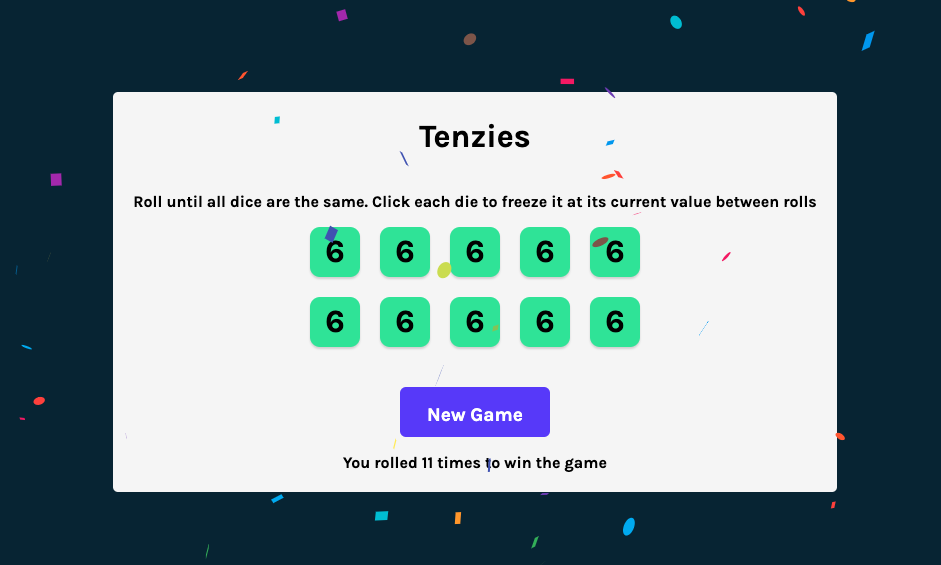 Tenzies
Roll until all dice are the same. Click each die to freeze it at its current value between rolls
6 6 6 6 6
6 6 6 6 6
New Game
You rolled 11 times to win the game